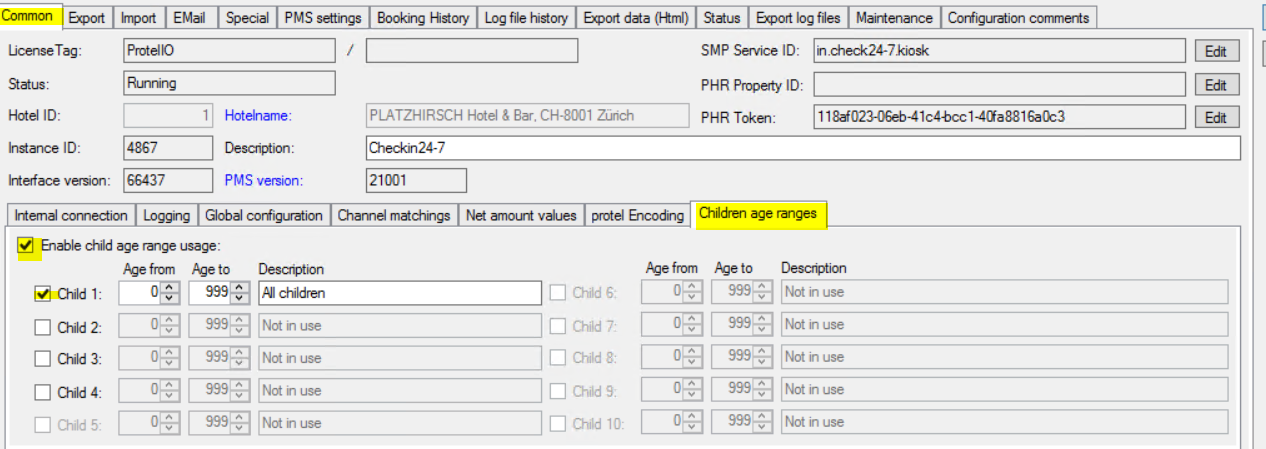 Common Export Import EMail Special PMS settings Booking History Log file history Export data (Html) Status Export log files Maintenance Configuration comments
LicenseTag: ProtelIO / SMP Service ID: in.check24-7.kiosk Edit
Status: Running PHR Property ID: Edit
Hotel ID: 1 Hotelname: PLATZHIRSCH Hotel & Bar, CH-8001 Zürich PHR Token: 118af023-06eb-41c4-bcc1-40fa8816a0c3 Edit
Instance ID: 4867 Description: Checkin24-7
Interface version: 66437 PMS version: 21001
Internal connection Logging Global configuration Channel matchings Net amount values protel Encoding Children age ranges
Enable child age range usage:
Age from Age to Description Age from Age to Description
Child 1: 0 999 All children Child 6: 0 999 Not in use
Child 2: 0 999 Not in use Child 7: 0 999 Not in use
Child 3: 0 999 Not in use Child 8: 0 999 Not in use
Child 4: 0 999 Not in use Child 9: 0 999 Not in use
Child 5: 0 999 Not in use Child 10: 0 999 Not in use